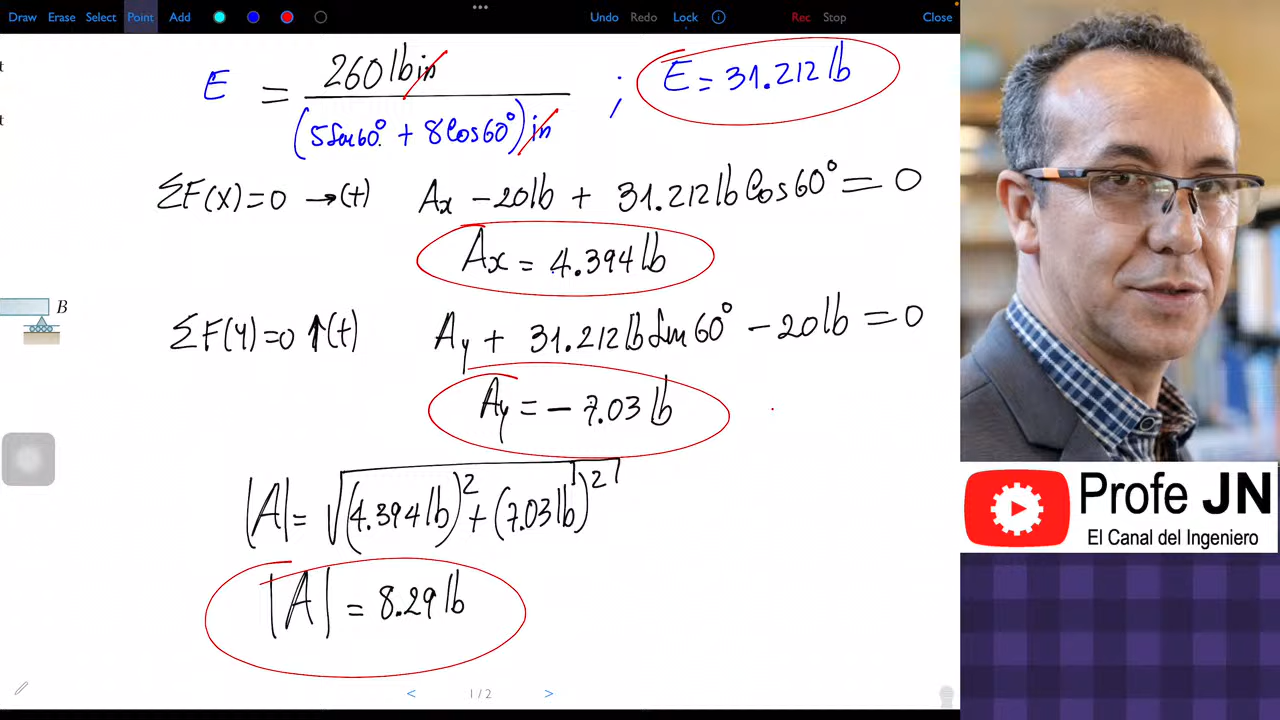 Draw Erase Select Point Add Undo Redo Lock Rec Stop Close
t
t
E = 260 lb in / (5 Sen 60° + 8 Cos 60°) in ; E = 31.212 lb
ΣF(X)=0 →(+) Ax − 20 lb + 31.212 lb Cos 60° = 0
Ax = 4.394 lb
B
ΣF(Y)=0 ↑(+) Ay + 31.212 lb Sen 60° − 20 lb = 0
Ay = − 7.03 lb
|A| = √(4.394 lb)² + (7.03 lb)²
|A| = 8.29 lb
< 1 / 2 >
Profe JN
El Canal del Ingeniero